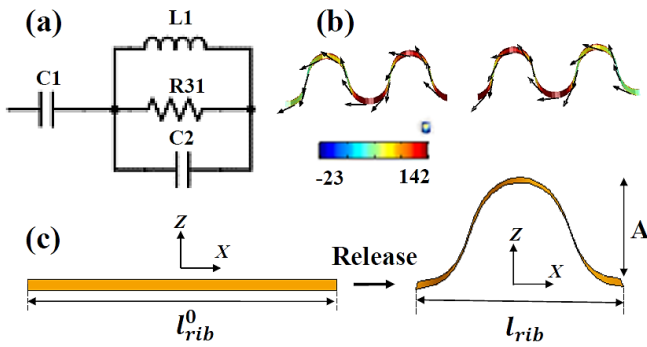 (a)
L1
C1
R31
C2
(b)
-23 142
(c)
Z
X
Release
Z
X
A
l⁰rib
lrib